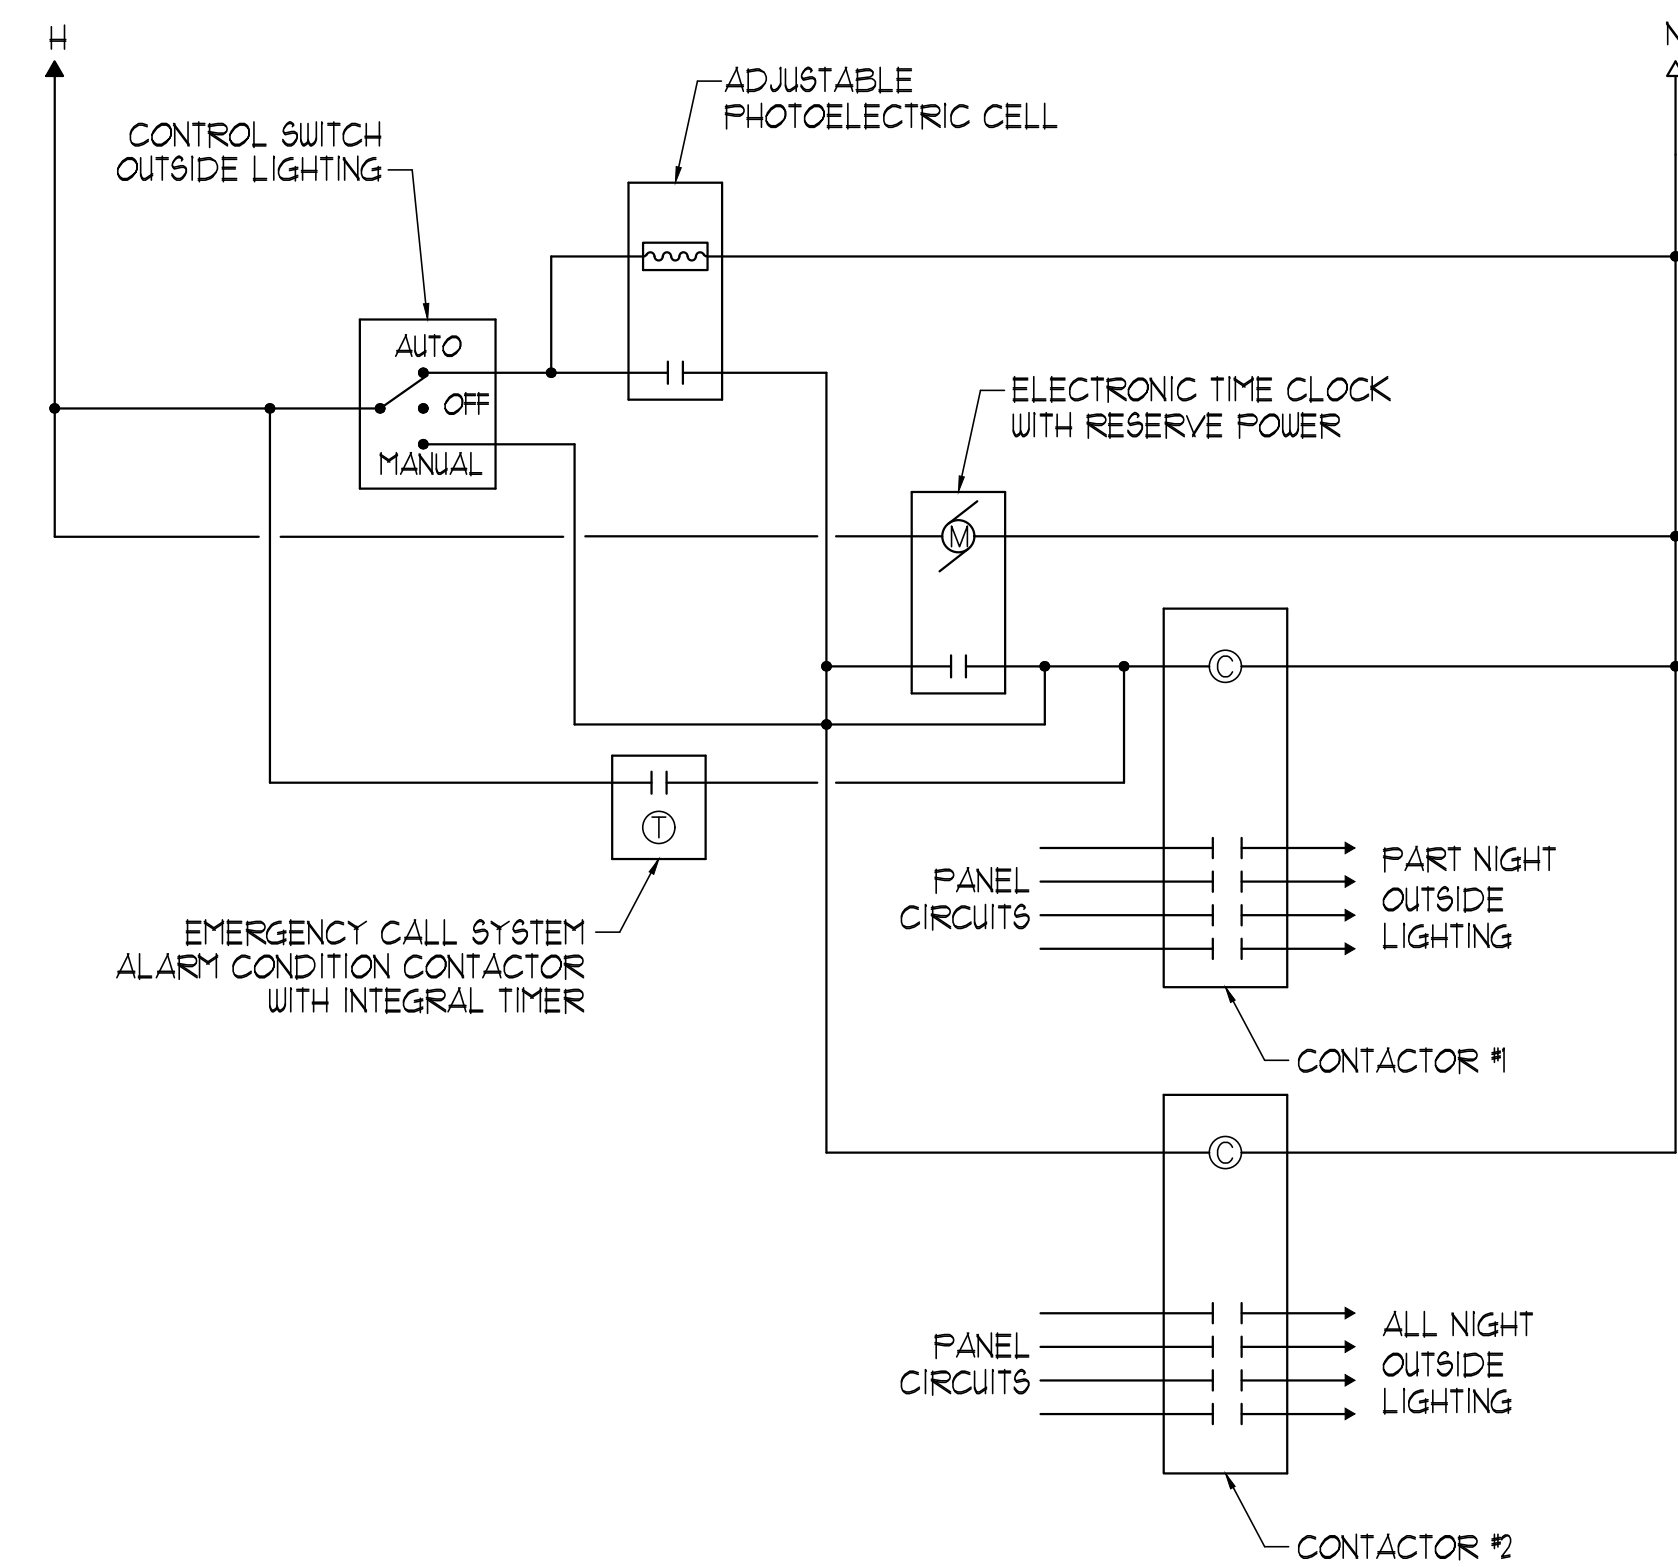 H
N
ADJUSTABLE
PHOTOELECTRIC CELL
CONTROL SWITCH
OUTSIDE LIGHTING
AUTO
OFF
MANUAL
ELECTRONIC TIME CLOCK
WITH RESERVE POWER
M
C
T
EMERGENCY CALL SYSTEM
ALARM CONDITION CONTACTOR
WITH INTEGRAL TIMER
PANEL
CIRCUITS
PART NIGHT
OUTSIDE
LIGHTING
CONTACTOR #1
C
PANEL
CIRCUITS
ALL NIGHT
OUTSIDE
LIGHTING
CONTACTOR #2